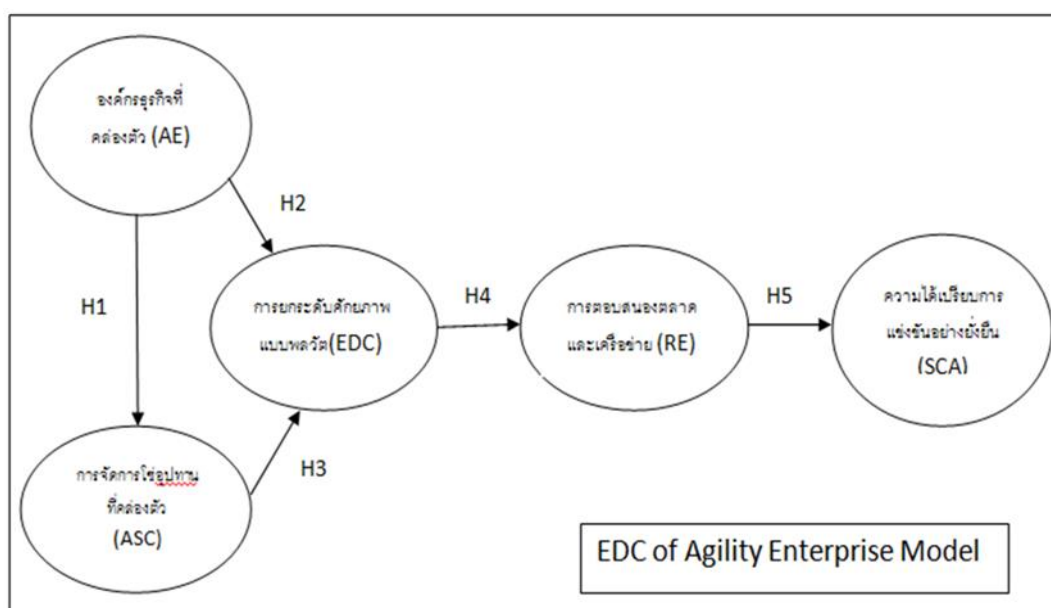 องค์กรธุรกิจที่
คล่องตัว (AE)
H2
H1
การยกระดับศักยภาพ
แบบพลวัต(EDC)
H4
การตอบสนองตลาด
และเครือข่าย (RE)
H5
ความได้เปรียบการ
แข่งขันอย่างยั่งยืน
(SCA)
H3
การจัดการโซ่อุปทาน
ที่คล่องตัว
(ASC)
EDC of Agility Enterprise Model